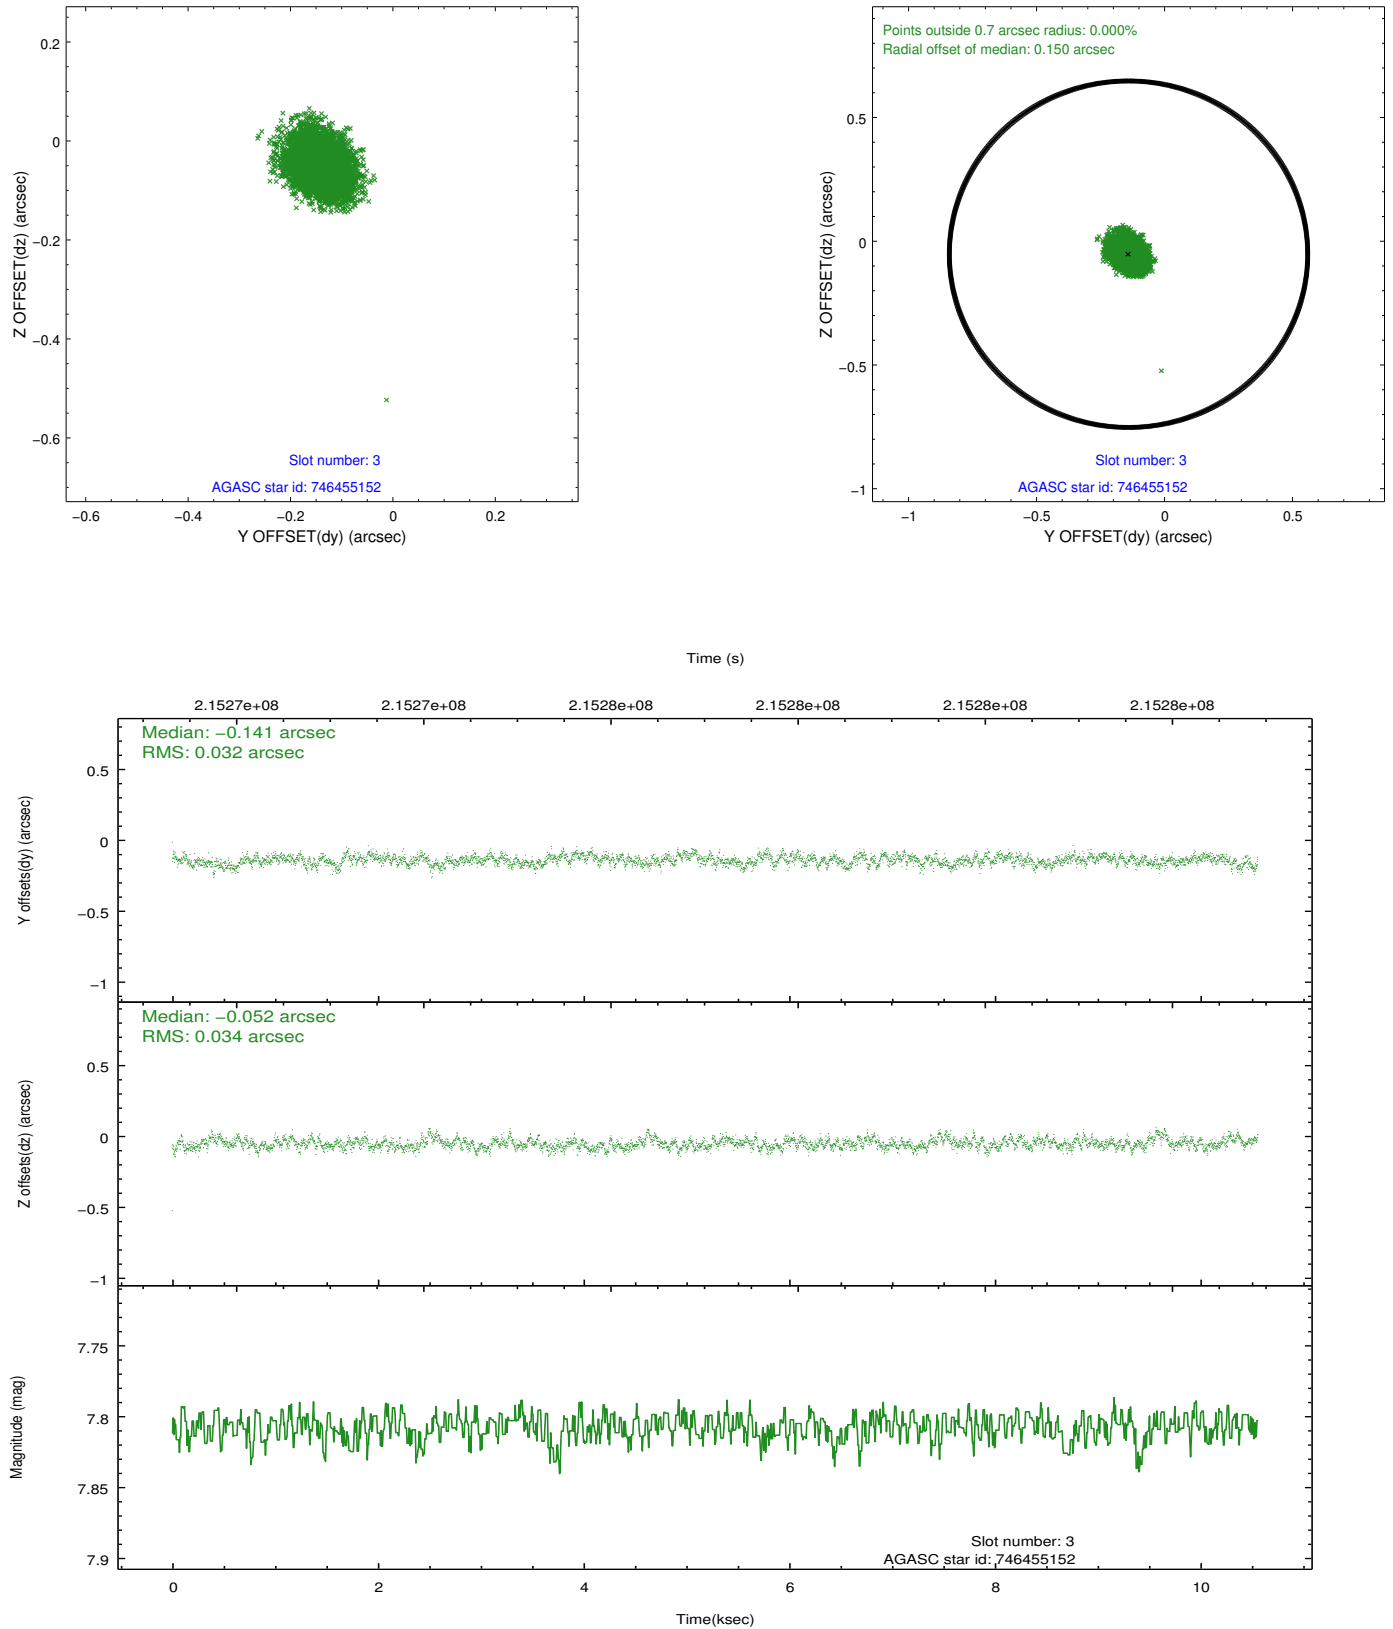 0.2
0
−0.2
−0.4
−0.6
Z OFFSET(dz) (arcsec)
Slot number: 3
AGASC star id: 746455152
−0.6
−0.4
−0.2
0
0.2
Y OFFSET(dy) (arcsec)
Points outside 0.7 arcsec radius: 0.000%
Radial offset of median: 0.150 arcsec
0.5
0
−0.5
−1
Z OFFSET(dz) (arcsec)
Slot number: 3
AGASC star id: 746455152
−1
−0.5
0
0.5
Y OFFSET(dy) (arcsec)
Time (s)
2.1527e+08
2.1527e+08
2.1528e+08
2.1528e+08
2.1528e+08
2.1528e+08
Median: −0.141 arcsec
RMS: 0.032 arcsec
0.5
0
−0.5
−1
Y offsets(dy) (arcsec)
Median: −0.052 arcsec
RMS: 0.034 arcsec
0.5
0
−0.5
−1
Z offsets(dz) (arcsec)
7.75
7.8
7.85
7.9
Magnitude (mag)
Slot number: 3
AGASC star id: 746455152
0
2
4
6
8
10
Time(ksec)